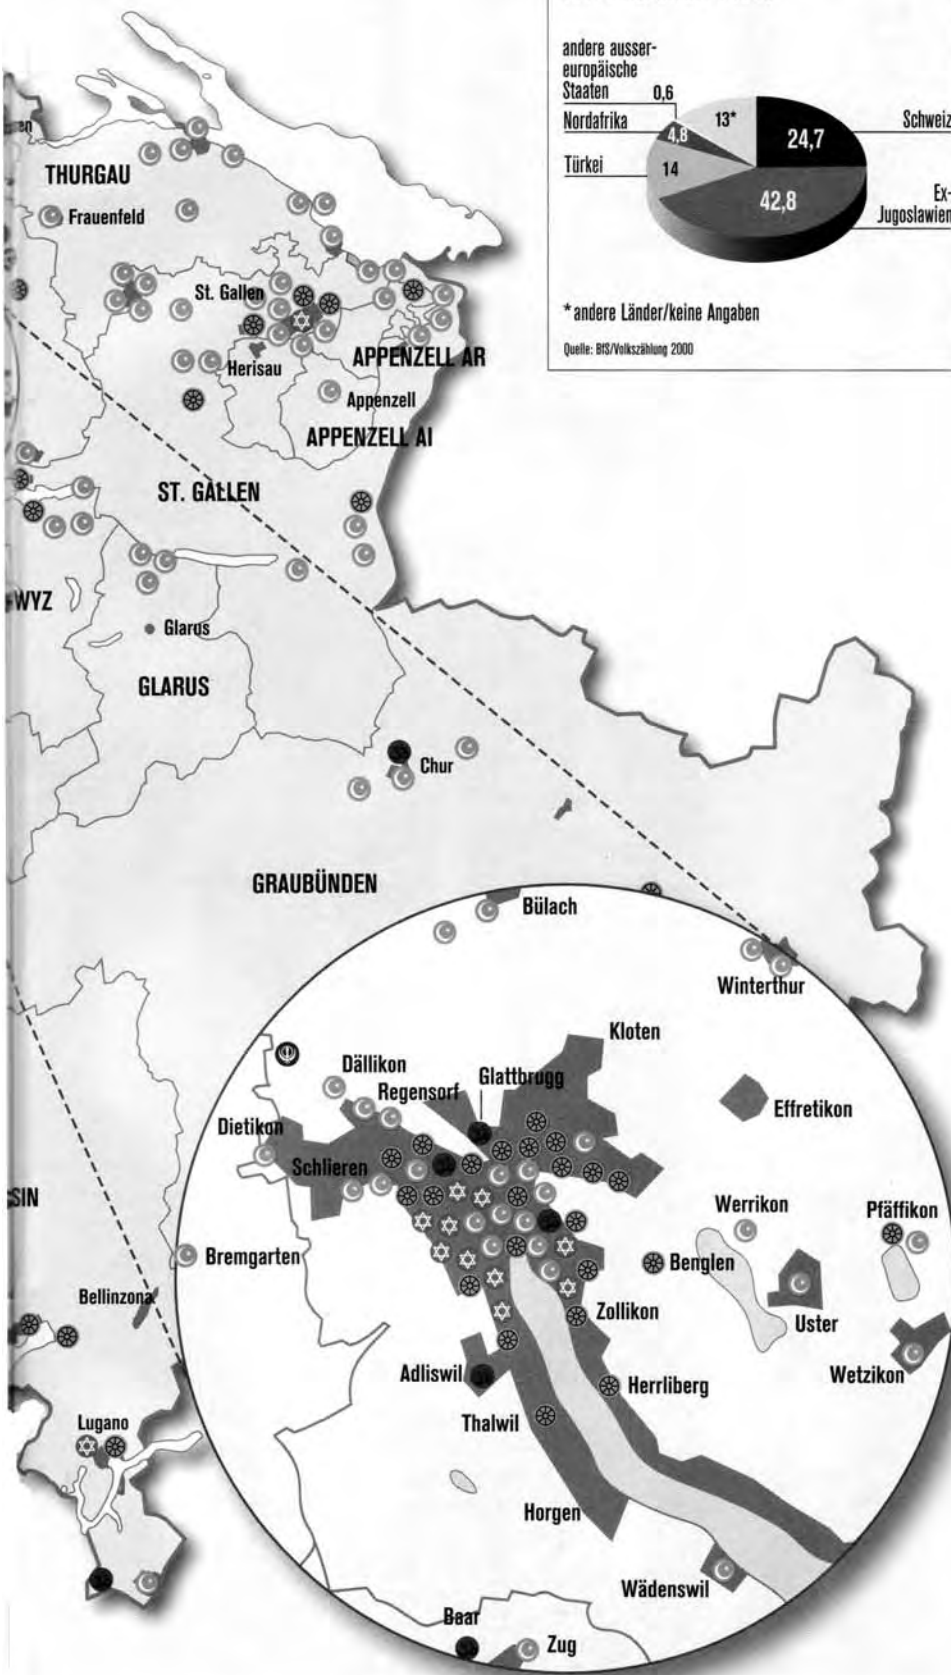 andere ausser-
europäische
Staaten 0,6
Nordafrika
Türkei
13*
4,8
14
24,7
42,8
Schweiz
Ex-
Jugoslawien
*andere Länder/keine Angaben
Quelle: BfS/Volkszählung 2000
en
THURGAU
Frauenfeld
St. Gallen
Herisau
APPENZELL AR
Appenzell
APPENZELL AI
ST. GALLEN
WYZ
Glarus
GLARUS
Chur
GRAUBÜNDEN
Bülach
Winterthur
Kloten
Dällikon
Glattbrugg
Regensorf
Effretikon
Dietikon
Schlieren
SIN
Werrikon
Pfäffikon
Bremgarten
Benglen
Bellinzona
Zollikon
Uster
Wetzikon
Adliswil
Herrliberg
Thalwil
Lugano
Horgen
Wädenswil
Baar
Zug